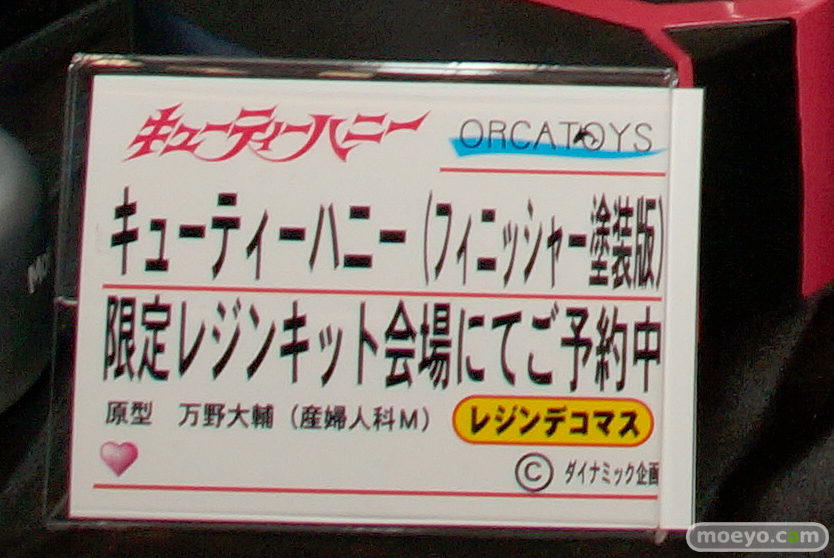 キューティーハニー ORCATOYS
キューティーハニー(フィニッシャー塗装版)
限定レジンキット会場にてご予約中
原型 万野大輔(産婦人科M) レジンデコマス
© ダイナミック企画
moeyo.com